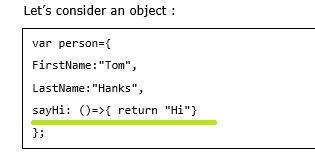 Let's consider an object :
var person={
FirstName:"Tom",
LastName:"Hanks",
sayHi: ()=>{ return "Hi"}
};